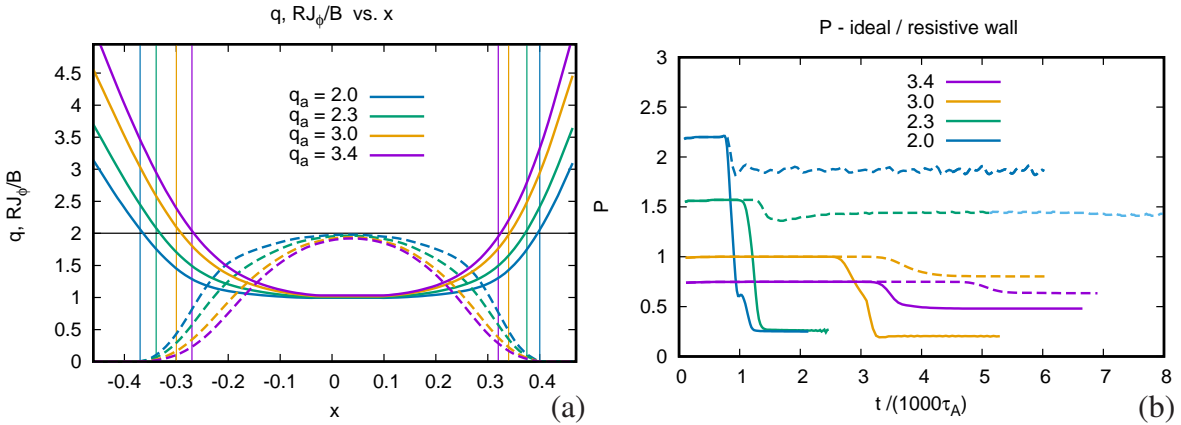 q, RJ_ϕ/B vs. x
q, RJ_ϕ/B
4.5
4
3.5
3
2.5
2
1.5
1
0.5
0
q_a = 2.0
q_a = 2.3
q_a = 3.0
q_a = 3.4
-0.4 -0.3 -0.2 -0.1 0 0.1 0.2 0.3 0.4
x
(a)
P - ideal / resistive wall
P
3
2.5
2
1.5
1
0.5
0
3.4
3.0
2.3
2.0
0 1 2 3 4 5 6 7 8
t /(1000τ_A)
(b)